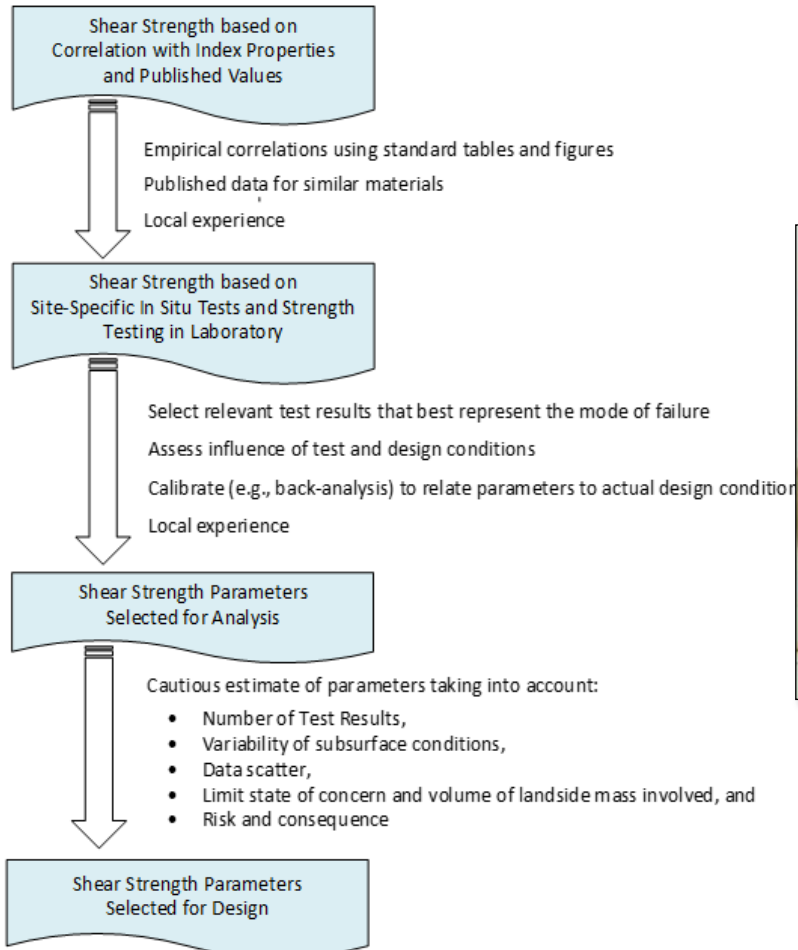 Shear Strength based on
Correlation with Index Properties
and Published Values
Empirical correlations using standard tables and figures
Published data for similar materials
Local experience
Shear Strength based on
Site-Specific In Situ Tests and Strength
Testing in Laboratory
Select relevant test results that best represent the mode of failure
Assess influence of test and design conditions
Calibrate (e.g., back-analysis) to relate parameters to actual design condition
Local experience
Shear Strength Parameters
Selected for Analysis
Cautious estimate of parameters taking into account:
• Number of Test Results,
• Variability of subsurface conditions,
• Data scatter,
• Limit state of concern and volume of landside mass involved, and
• Risk and consequence
Shear Strength Parameters
Selected for Design